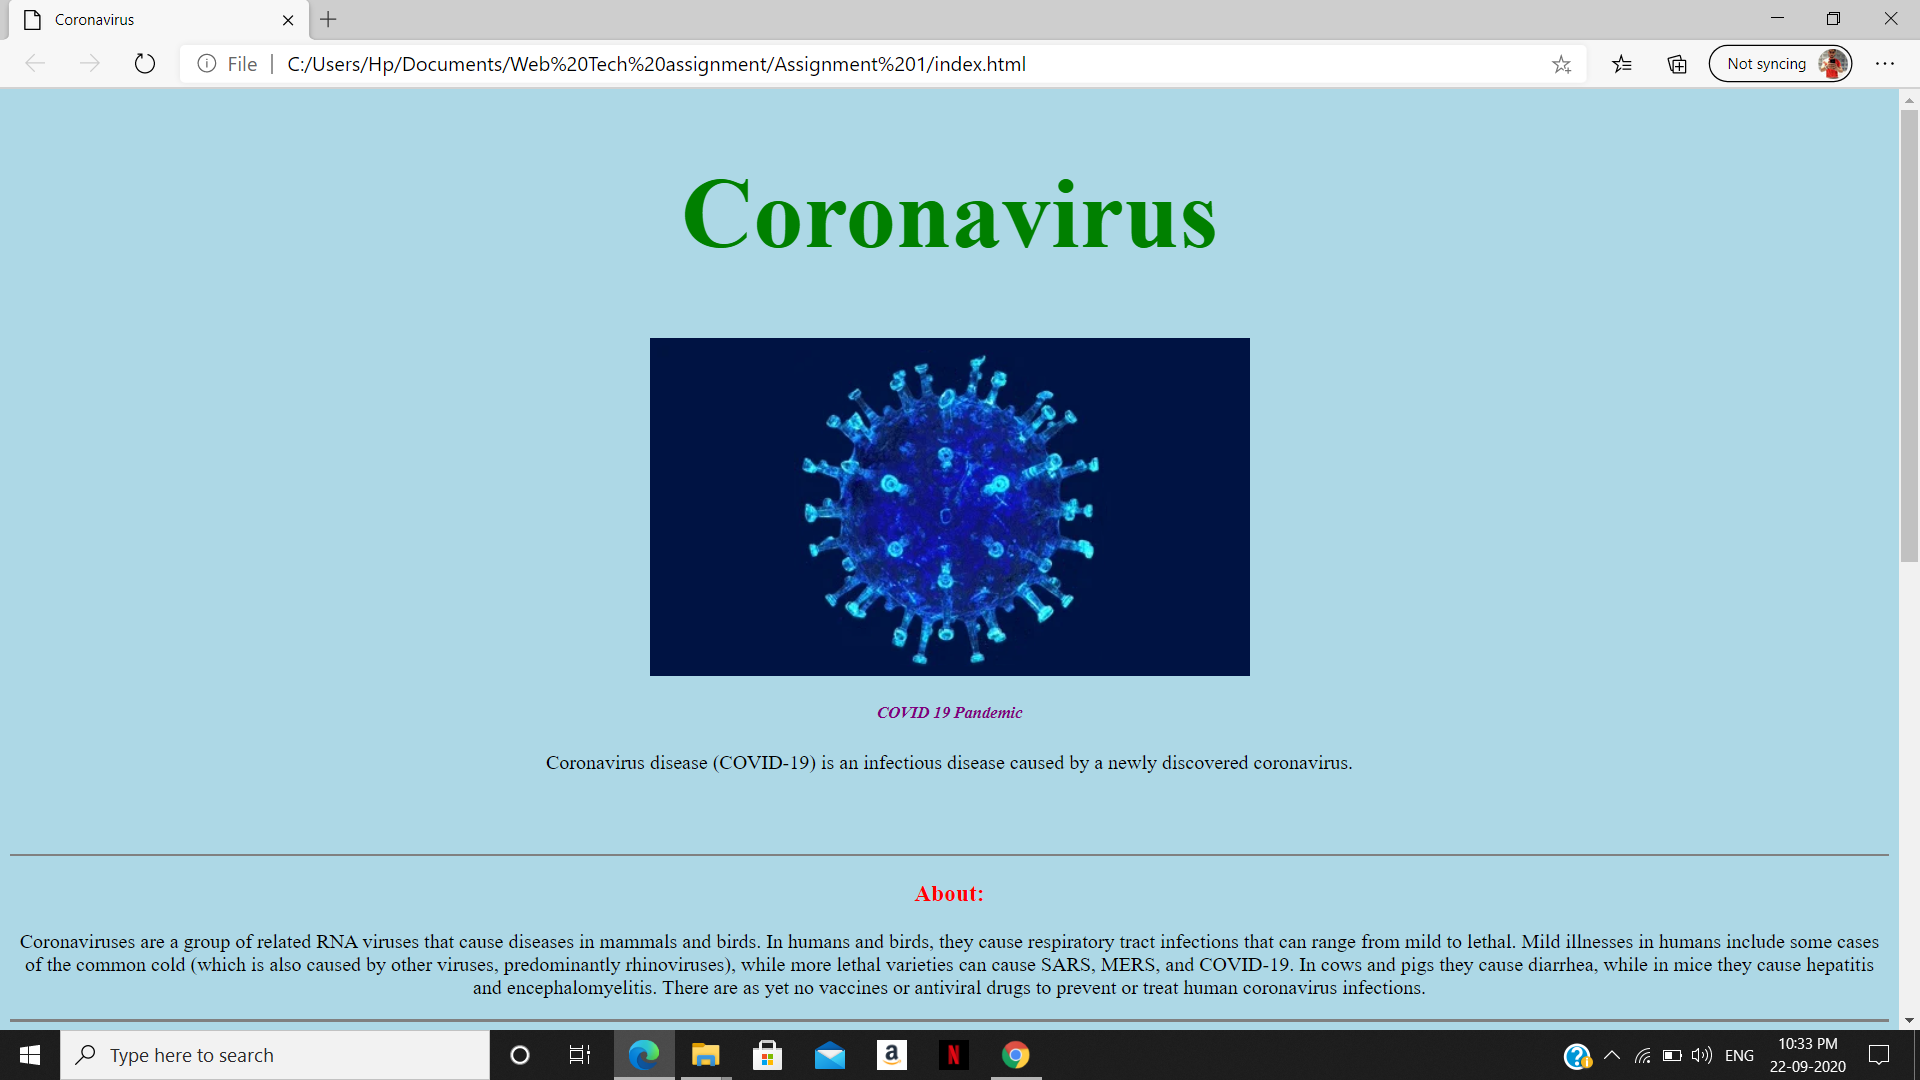 Coronavirus
File
C:/Users/Hp/Documents/Web%20Tech%20assignment/Assignment%201/index.html
Not syncing
Coronavirus
COVID 19 Pandemic
Coronavirus disease (COVID-19) is an infectious disease caused by a newly discovered coronavirus.
About:
Coronaviruses are a group of related RNA viruses that cause diseases in mammals and birds. In humans and birds, they cause respiratory tract infections that can range from mild to lethal. Mild illnesses in humans include some cases
of the common cold (which is also caused by other viruses, predominantly rhinoviruses), while more lethal varieties can cause SARS, MERS, and COVID-19. In cows and pigs they cause diarrhea, while in mice they cause hepatitis
and encephalomyelitis. There are as yet no vaccines or antiviral drugs to prevent or treat human coronavirus infections.
Type here to search
a
N
ENG
10:33 PM
22-09-2020